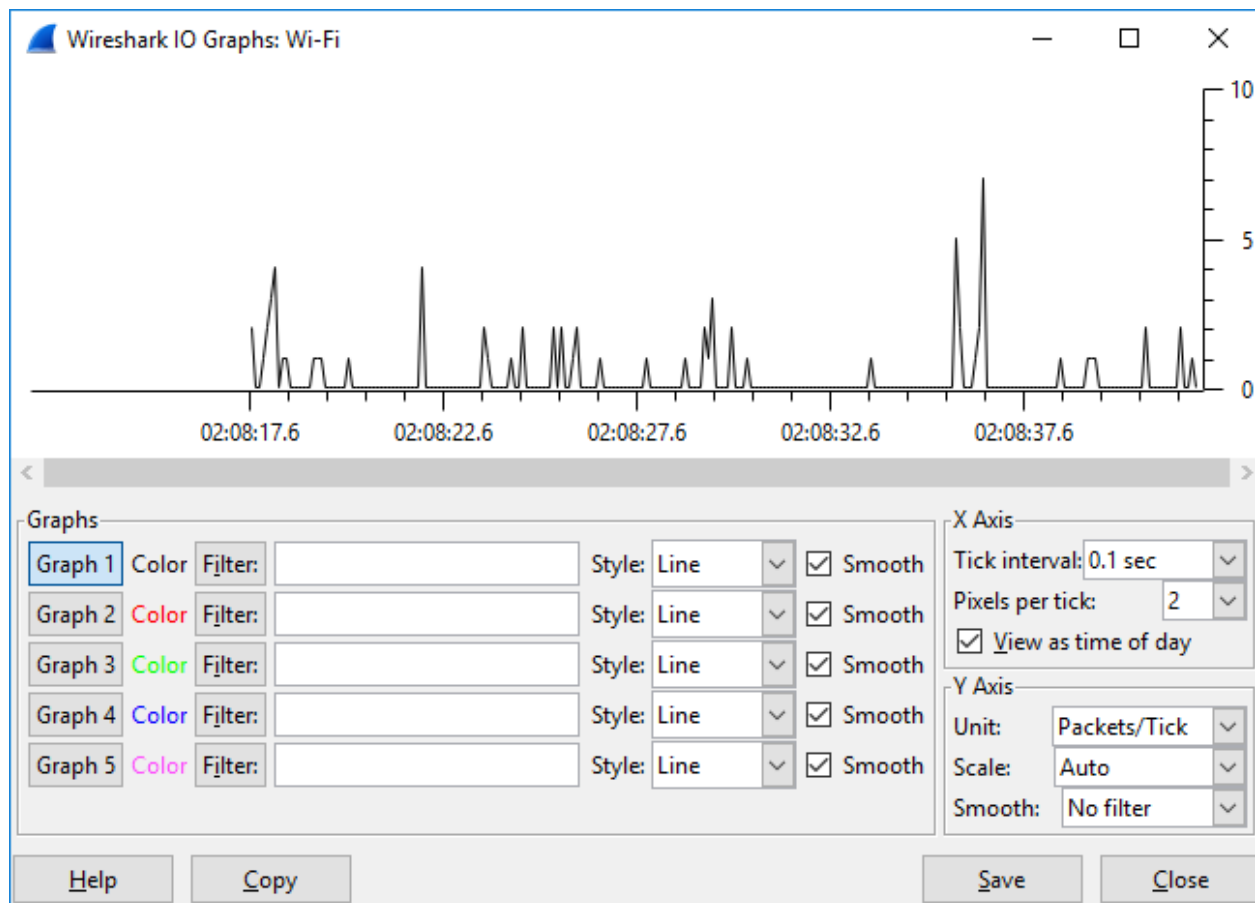 Wireshark IO Graphs: Wi-Fi
10
5
0
02:08:17.6 02:08:22.6 02:08:27.6 02:08:32.6 02:08:37.6
Graphs
Graph 1 Color Filter: Style: Line Smooth
Graph 2 Color Filter: Style: Line Smooth
Graph 3 Color Filter: Style: Line Smooth
Graph 4 Color Filter: Style: Line Smooth
Graph 5 Color Filter: Style: Line Smooth
X Axis
Tick interval: 0.1 sec
Pixels per tick: 2
View as time of day
Y Axis
Unit: Packets/Tick
Scale: Auto
Smooth: No filter
Help Copy Save Close